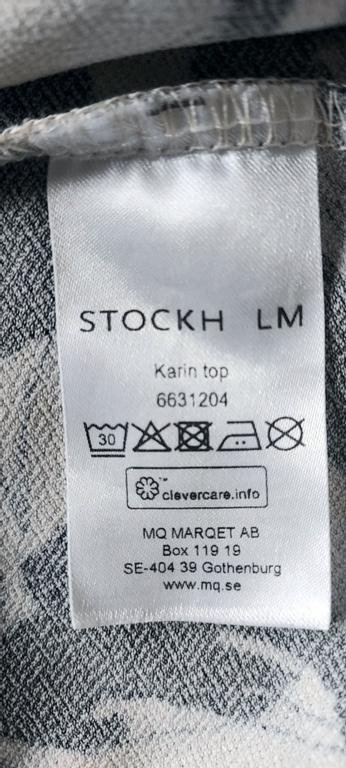 STOCKH LM
Karin top
6631204
30
clevercare.info
MQ MARQET AB
Box 119 19
SE-404 39 Gothenburg
www.mq.se